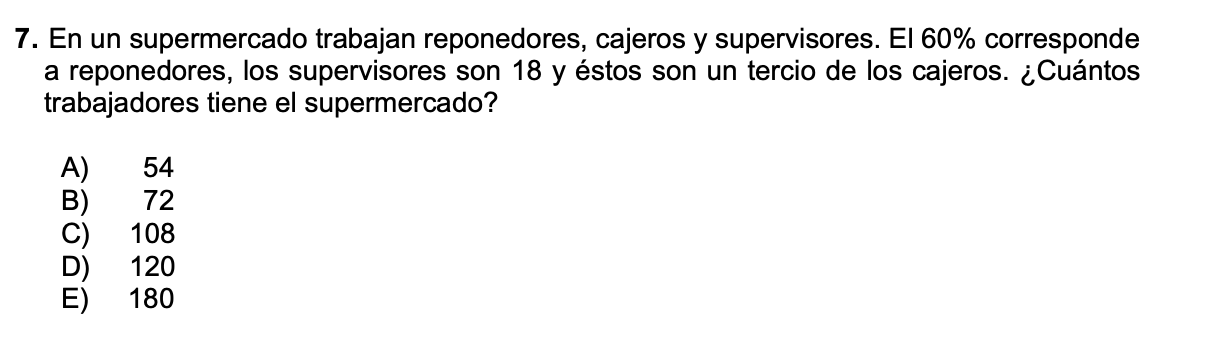 7. En un supermercado trabajan reponedores, cajeros y supervisores. El 60% corresponde
a reponedores, los supervisores son 18 y éstos son un tercio de los cajeros. ¿Cuántos
trabajadores tiene el supermercado?
A) 54
B) 72
C) 108
D) 120
E) 180